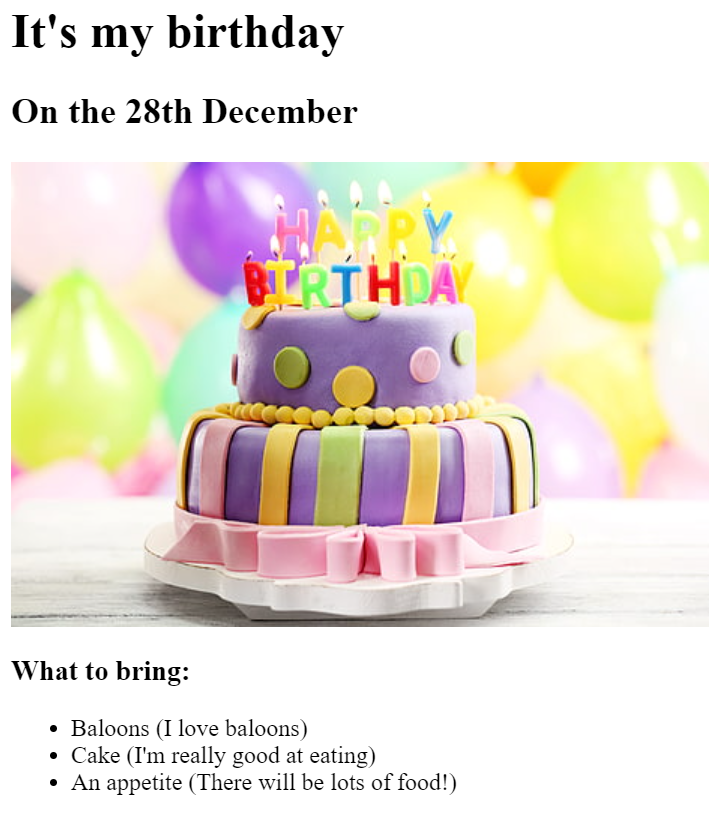 It's my birthday
On the 28th December
HAPPY
BIRTHDAY
What to bring:
Baloons (I love baloons)
Cake (I'm really good at eating)
An appetite (There will be lots of food!)